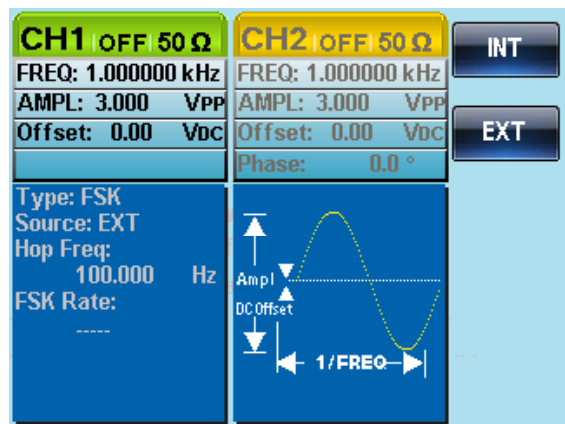 CH1 OFF 50 Ω
FREQ: 1.000000 kHz
AMPL: 3.000 VPP
Offset: 0.00 VDC
Type: FSK
Source: EXT
Hop Freq:
100.000 Hz
FSK Rate:
-----
CH2 OFF 50 Ω
FREQ: 1.000000 kHz
AMPL: 3.000 VPP
Offset: 0.00 VDC
Phase: 0.0 °
Ampl
DC Offset
1/FREQ
INT
EXT